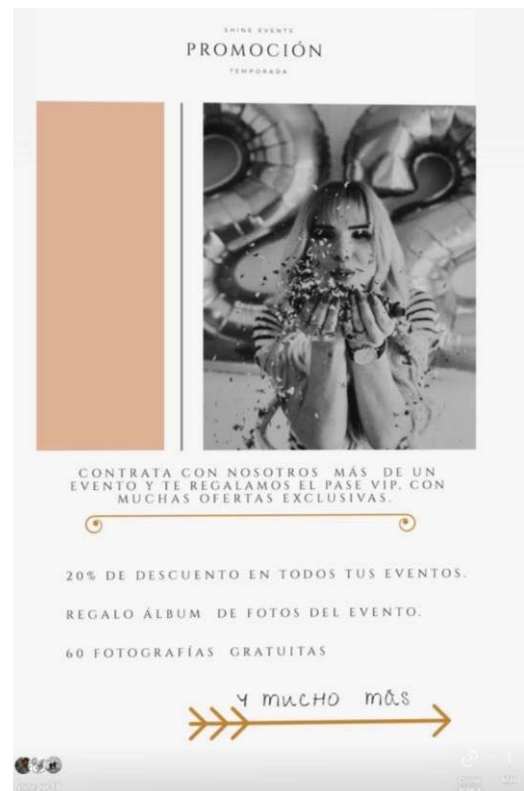 SHINE EVENTS
PROMOCIÓN
TEMPORADA
CONTRATA CON NOSOTROS MÁS DE UN
EVENTO Y TE REGALAMOS EL PASE VIP. CON
MUCHAS OFERTAS EXCLUSIVAS.
20% DE DESCUENTO EN TODOS TUS EVENTOS.
REGALO ÁLBUM DE FOTOS DEL EVENTO.
60 FOTOGRAFÍAS GRATUITAS
Y MUCHO MÁS